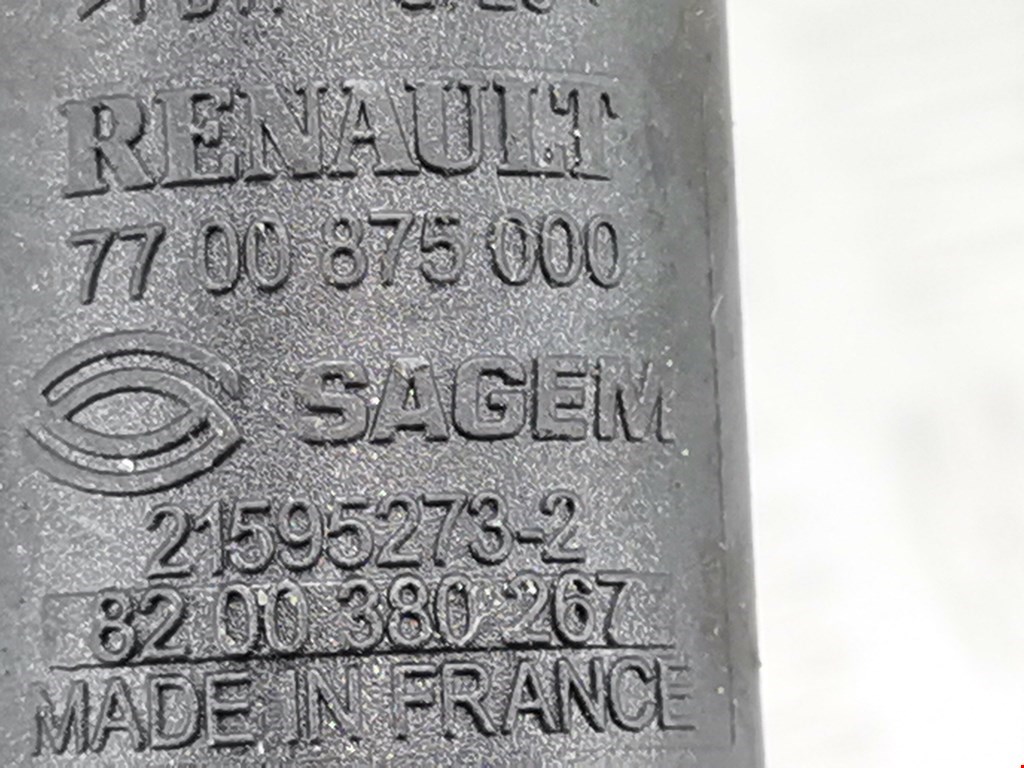 RENAULT
77 00 875 000
SAGEM
21595273-2
82 00 380 267
MADE IN FRANCE